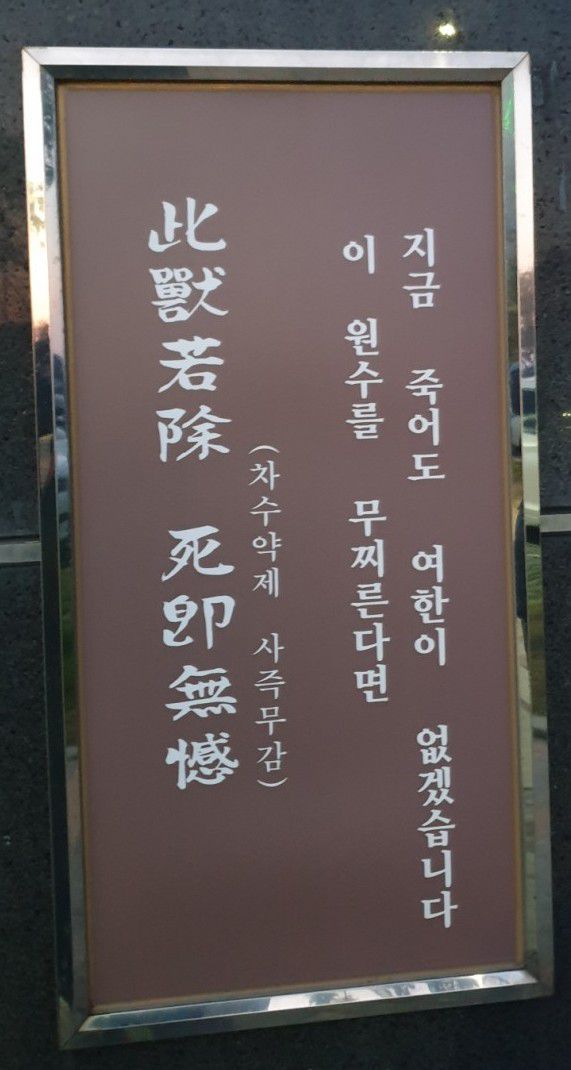 此獸若除 死卽無憾
(차수약제 사즉무감)
이 원수를 무찌른다면
지금 죽어도 여한이 없겠습니다